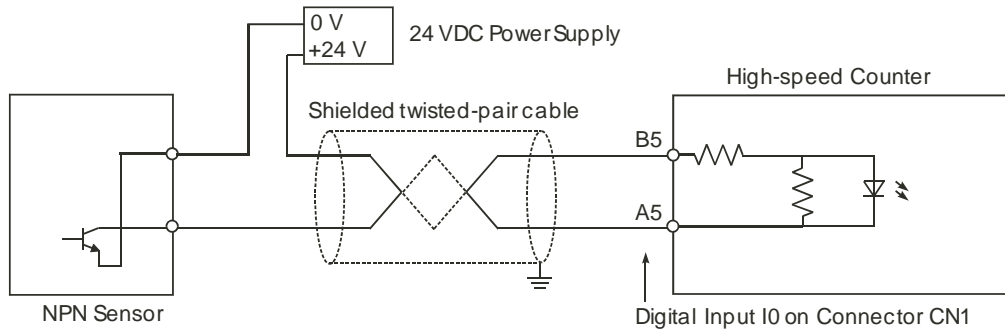 0 V
+24 V
24 VDC Power Supply
High-speed Counter
Shielded twisted-pair cable
B5
A5
NPN Sensor
Digital Input I0 on Connector CN1